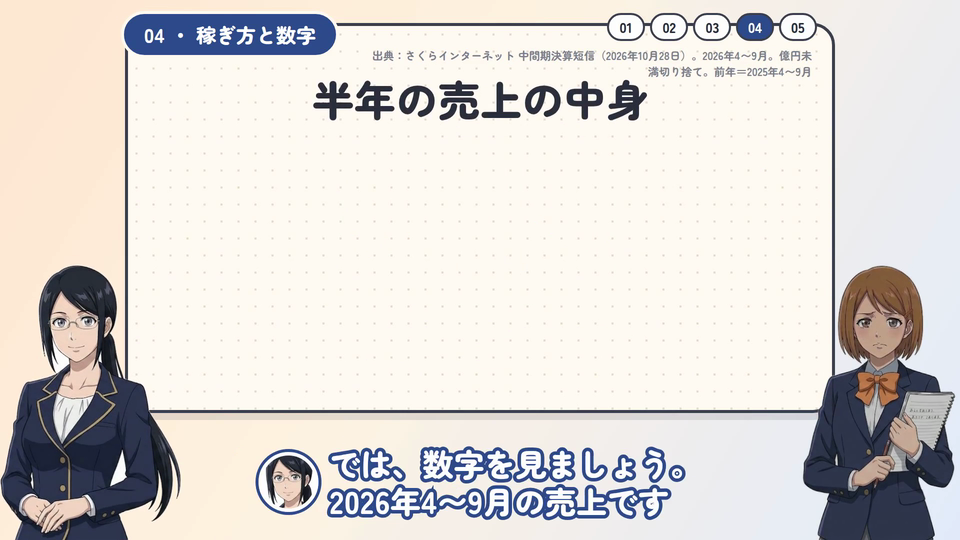 04 ・ 稼ぎ方と数字
01 02 03 04 05
出典：さくらインターネット 中間期決算短信（2026年10月28日）。2026年4〜9月。億円未
満切り捨て。前年＝2025年4〜9月
半年の売上の中身
では、数字を見ましょう。
2026年4〜9月の売上です